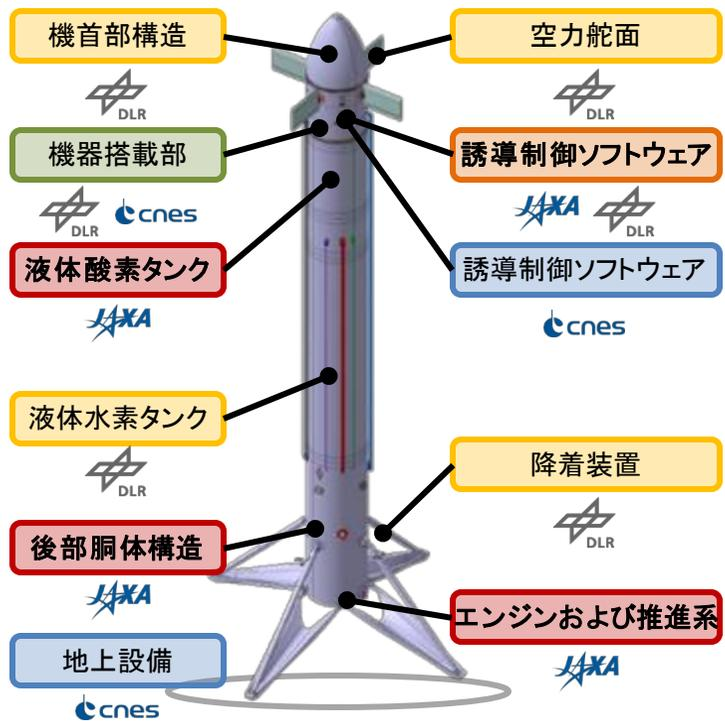 機首部構造
DLR
機器搭載部
DLR cnes
液体酸素タンク
JAXA
液体水素タンク
DLR
後部胴体構造
JAXA
地上設備
cnes
空力舵面
DLR
誘導制御ソフトウェア
JAXA DLR
誘導制御ソフトウェア
cnes
降着装置
DLR
エンジンおよび推進系
JAXA